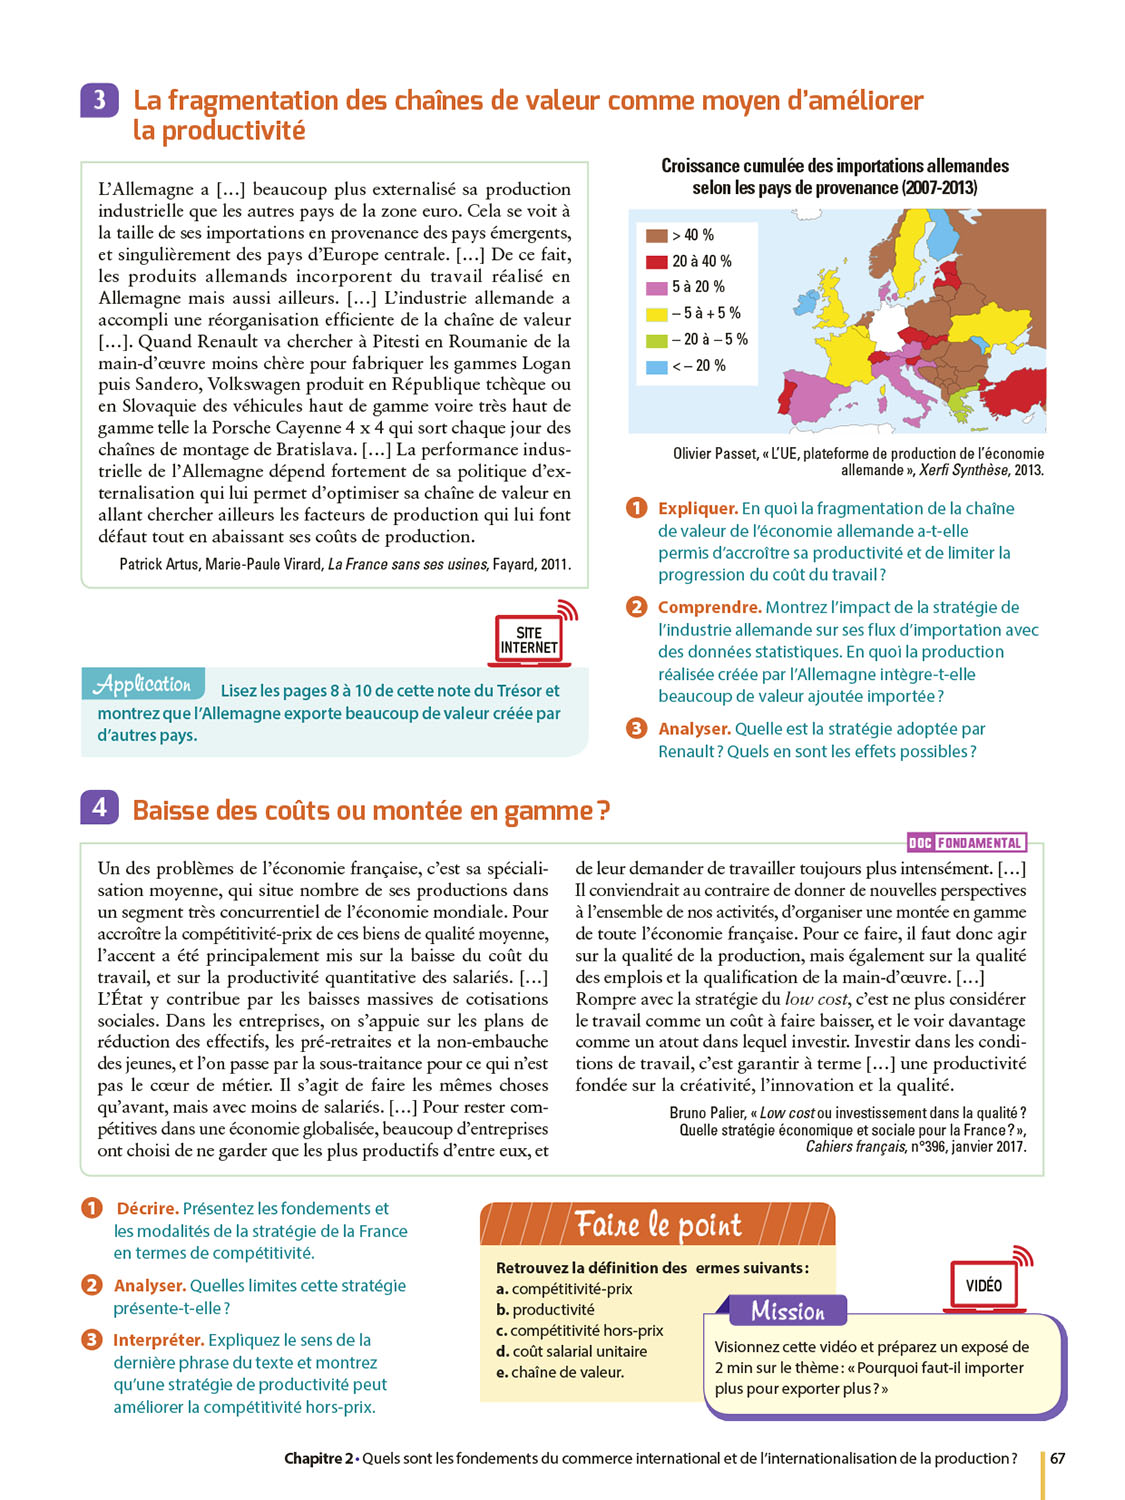 3 La fragmentation des chaînes de valeur comme moyen d’améliorer
la productivité
L’Allemagne a […] beaucoup plus externalisé sa production
industrielle que les autres pays de la zone euro. Cela se voit à
la taille de ses importations en provenance des pays émergents,
et singulièrement des pays d’Europe centrale. […] De ce fait,
les produits allemands incorporent du travail réalisé en
Allemagne mais aussi ailleurs. […] L’industrie allemande a
accompli une réorganisation efficiente de la chaîne de valeur
[…]. Quand Renault va chercher à Pitesti en Roumanie de la
main-d’œuvre moins chère pour fabriquer les gammes Logan
puis Sandero, Volkswagen produit en République tchèque ou
en Slovaquie des véhicules haut de gamme voire très haut de
gamme telle la Porsche Cayenne 4 x 4 qui sort chaque jour des
chaînes de montage de Bratislava. […] La performance indus-
trielle de l’Allemagne dépend fortement de sa politique d’ex-
ternalisation qui lui permet d’optimiser sa chaîne de valeur en
allant chercher ailleurs les facteurs de production qui lui font
défaut tout en abaissant ses coûts de production.
Patrick Artus, Marie-Paule Virard, La France sans ses usines, Fayard, 2011.
SITE
INTERNET
Application Lisez les pages 8 à 10 de cette note du Trésor et
montrez que l’Allemagne exporte beaucoup de valeur créée par
d’autres pays.
Croissance cumulée des importations allemandes
selon les pays de provenance (2007-2013)
> 40 %
20 à 40 %
5 à 20 %
– 5 à + 5 %
– 20 à – 5 %
< – 20 %
Olivier Passet, « L’UE, plateforme de production de l’économie
allemande », Xerfi Synthèse, 2013.
1 Expliquer. En quoi la fragmentation de la chaîne
de valeur de l’économie allemande a-t-elle
permis d’accroître sa productivité et de limiter la
progression du coût du travail ?
2 Comprendre. Montrez l’impact de la stratégie de
l’industrie allemande sur ses flux d’importation avec
des données statistiques. En quoi la production
réalisée créée par l’Allemagne intègre-t-elle
beaucoup de valeur ajoutée importée ?
3 Analyser. Quelle est la stratégie adoptée par
Renault ? Quels en sont les effets possibles ?
4 Baisse des coûts ou montée en gamme ?
DOC FONDAMENTAL
Un des problèmes de l’économie française, c’est sa spéciali-
sation moyenne, qui situe nombre de ses productions dans
un segment très concurrentiel de l’économie mondiale. Pour
accroître la compétitivité-prix de ces biens de qualité moyenne,
l’accent a été principalement mis sur la baisse du coût du
travail, et sur la productivité quantitative des salariés. […]
L’État y contribue par les baisses massives de cotisations
sociales. Dans les entreprises, on s’appuie sur les plans de
réduction des effectifs, les pré-retraites et la non-embauche
des jeunes, et l’on passe par la sous-traitance pour ce qui n’est
pas le cœur de métier. Il s’agit de faire les mêmes choses
qu’avant, mais avec moins de salariés. […] Pour rester com-
pétitives dans une économie globalisée, beaucoup d’entreprises
ont choisi de ne garder que les plus productifs d’entre eux, et
de leur demander de travailler toujours plus intensément. […]
Il conviendrait au contraire de donner de nouvelles perspectives
à l’ensemble de nos activités, d’organiser une montée en gamme
de toute l’économie française. Pour ce faire, il faut donc agir
sur la qualité de la production, mais également sur la qualité
des emplois et la qualification de la main-d’œuvre. […]
Rompre avec la stratégie du low cost, c’est ne plus considérer
le travail comme un coût à faire baisser, et le voir davantage
comme un atout dans lequel investir. Investir dans les condi-
tions de travail, c’est garantir à terme […] une productivité
fondée sur la créativité, l’innovation et la qualité.
Bruno Palier, « Low cost ou investissement dans la qualité ?
Quelle stratégie économique et sociale pour la France ? »,
Cahiers français, n°396, janvier 2017.
1 Décrire. Présentez les fondements et
les modalités de la stratégie de la France
en termes de compétitivité.
2 Analyser. Quelles limites cette stratégie
présente-t-elle ?
3 Interpréter. Expliquez le sens de la
dernière phrase du texte et montrez
qu’une stratégie de productivité peut
améliorer la compétitivité hors-prix.
Faire le point
Retrouvez la définition des ermes suivants :
a. compétitivité-prix
b. productivité
c. compétitivité hors-prix
d. coût salarial unitaire
e. chaîne de valeur.
VIDÉO
Mission
Visionnez cette vidéo et préparez un exposé de
2 min sur le thème : « Pourquoi faut-il importer
plus pour exporter plus ? »
Chapitre 2 • Quels sont les fondements du commerce international et de l’internationalisation de la production ? 67